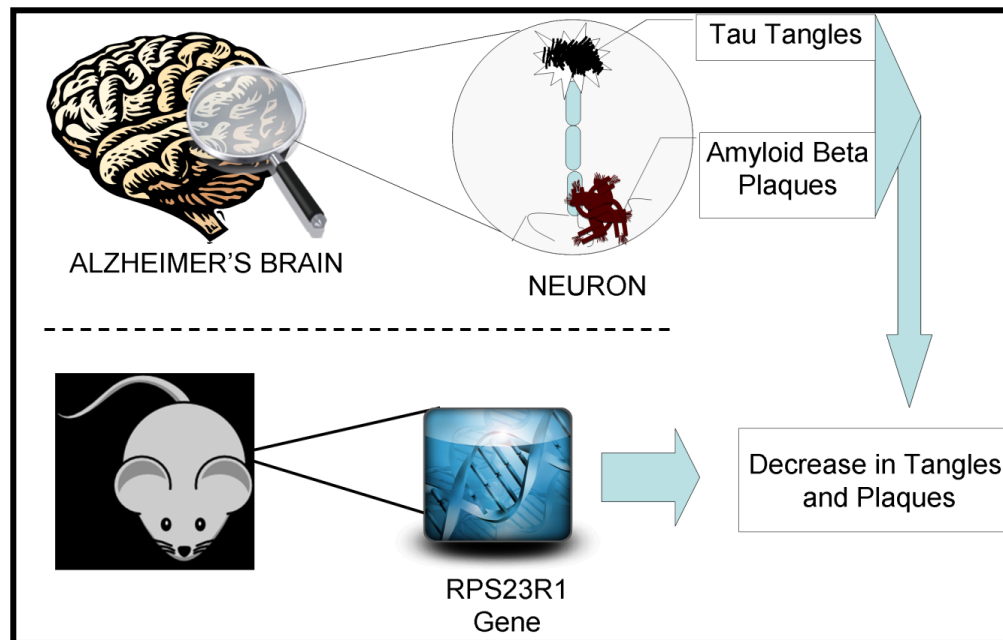 Tau Tangles
Amyloid Beta
Plaques
ALZHEIMER'S BRAIN
NEURON
Decrease in Tangles
and Plaques
RPS23R1
Gene